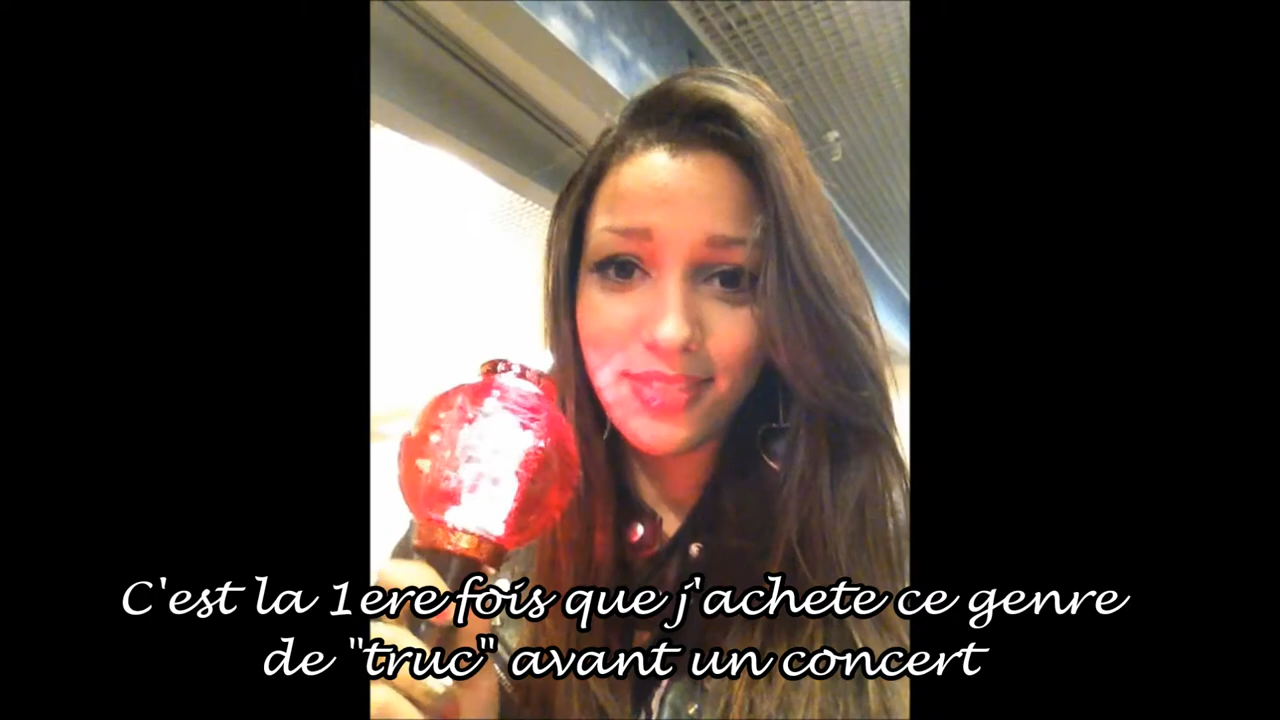 C'est la 1ere fois que j'achete ce genre
de "truc" avant un concert